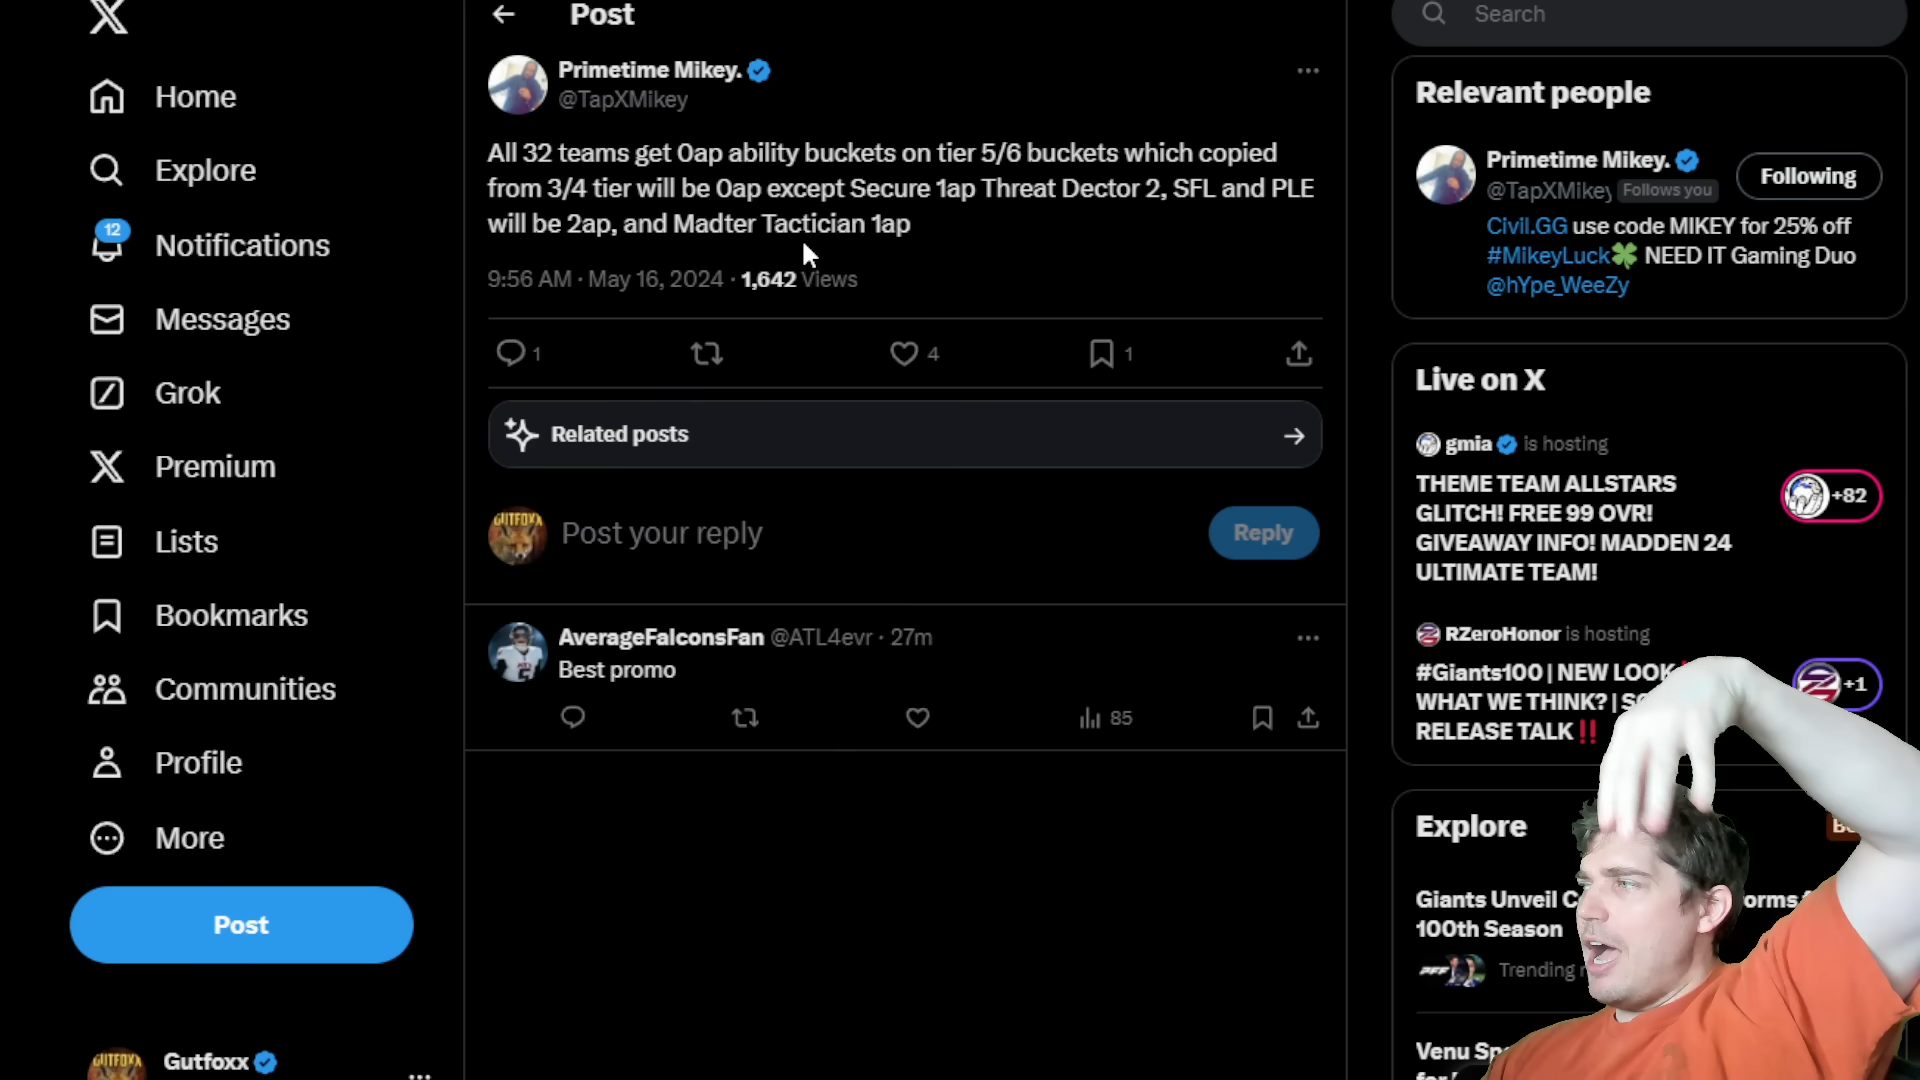 Post
Search
Home
Explore
12
Notifications
Messages
Grok
Premium
Lists
Bookmarks
Communities
Profile
More
Post
Gutfoxx
Primetime Mikey.
@TapXMikey
All 32 teams get 0ap ability buckets on tier 5/6 buckets which copied
from 3/4 tier will be 0ap except Secure 1ap Threat Dector 2, SFL and PLE
will be 2ap, and Madter Tactician 1ap
9:56 AM · May 16, 2024 · 1,642 Views
1
4
1
Related posts
GUTFOXX
Post your reply
Reply
AverageFalconsFan @ATL4evr · 27m
Best promo
85
Relevant people
Primetime Mikey.
@TapXMikey Follows you
Following
Civil.GG use code MIKEY for 25% off
#MikeyLuck🍀 NEED IT Gaming Duo
@hYpe_WeeZy
Live on X
gmia is hosting
THEME TEAM ALLSTARS
GLITCH! FREE 99 OVR!
GIVEAWAY INFO! MADDEN 24
ULTIMATE TEAM!
+82
RZeroHonor is hosting
#Giants100 | NEW LOOK
WHAT WE THINK? |
RELEASE TALK‼️
+1
Explore
Giants Unveil
100th Season
Trending
Venu